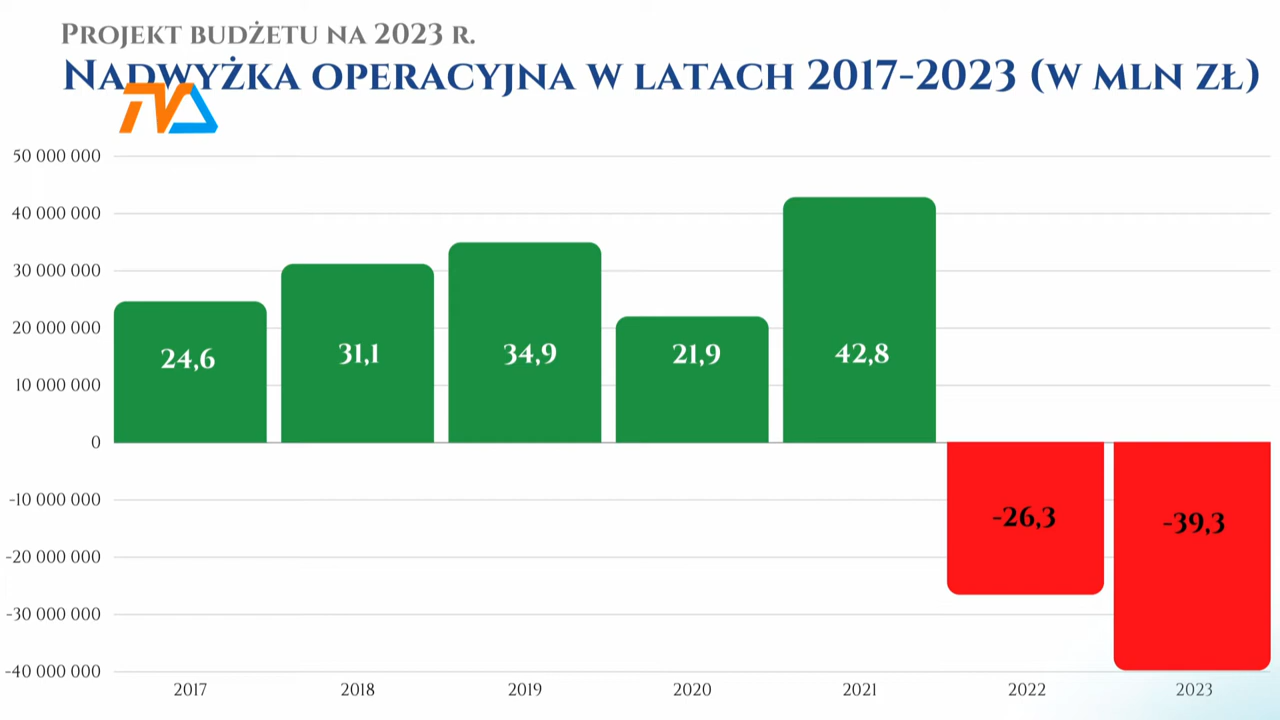 Projekt budżetu na 2023 r.
Nadwyżka operacyjna w latach 2017-2023 (w mln zł)
TVA
50 000 000
40 000 000
30 000 000
20 000 000
10 000 000
0
-10 000 000
-20 000 000
-30 000 000
-40 000 000
24,6
31,1
34,9
21,9
42,8
-26,3
-39,3
2017
2018
2019
2020
2021
2022
2023